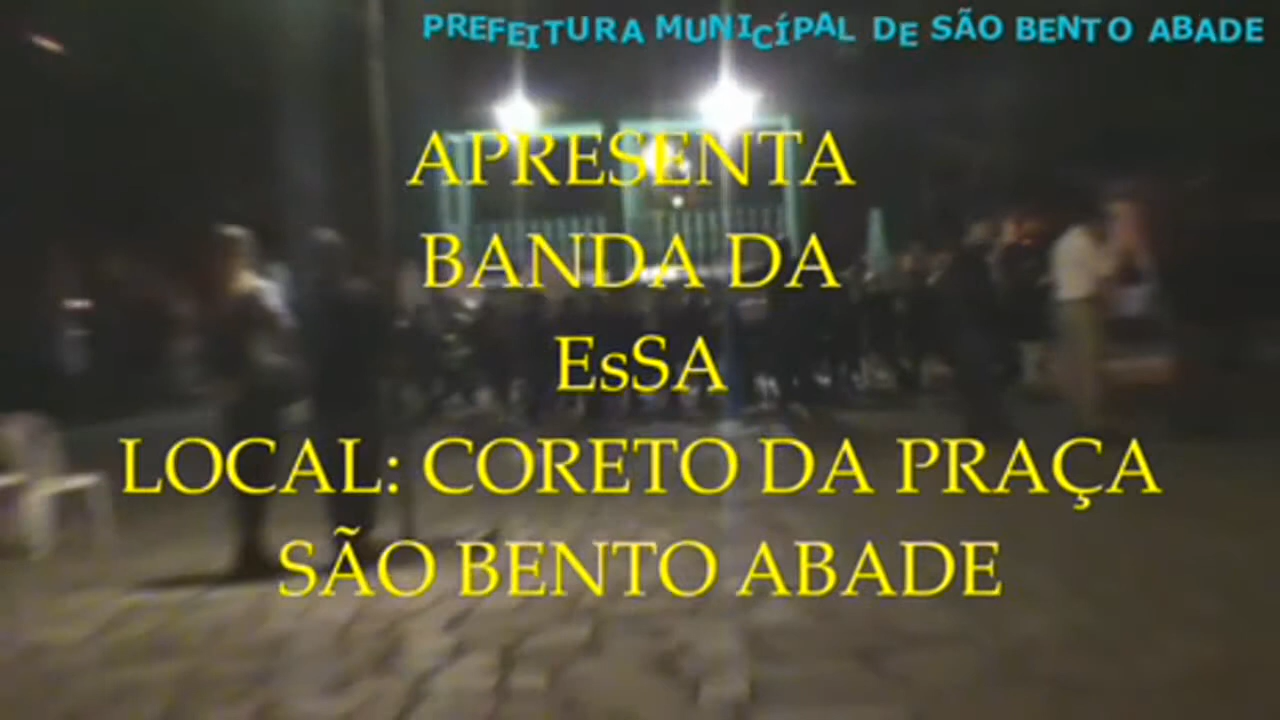 PREFEITURA MUNICÍPAL DE SÃO BENTO ABADE
APRESENTA
BANDA DA
EsSA
LOCAL: CORETO DA PRAÇA
SÃO BENTO ABADE